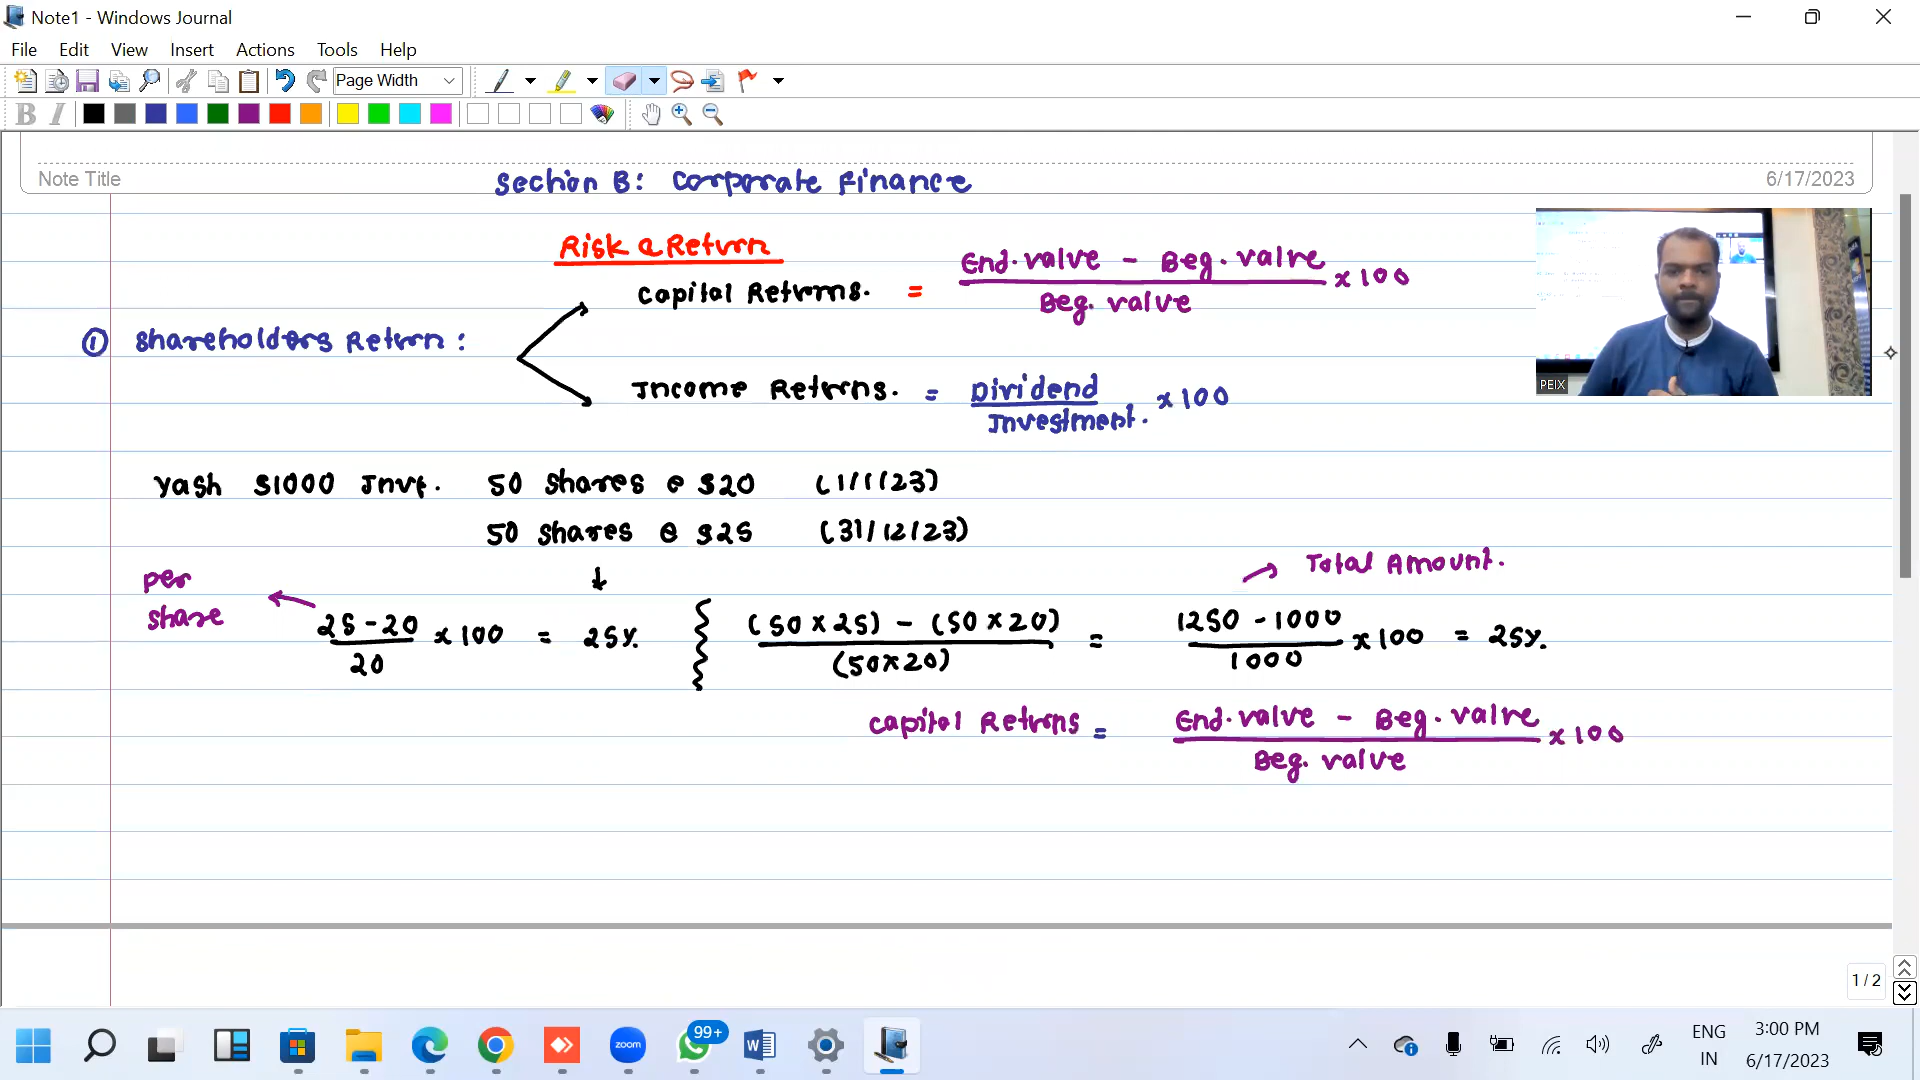 Note1 - Windows Journal
File Edit View Insert Actions Tools Help
Page Width
B I
Note Title
Section B: Corporate Finance
6/17/2023
Risk & Return
Capital Returns. = End.value - Beg.value / Beg. value x 100
① Shareholders Return:
Income Returns. = Dividend / Investment. x 100
PEIX
Yash $1000 Invt. 50 Shares @ $20 (1/1/23)
50 Shares @ $25 (31/12/23)
↓
Total Amount.
per
share
25-20 / 20 x 100 = 25%. (50 x 25) - (50 x 20) / (50x20) = 1250 - 1000 / 1000 x 100 = 25%.
Capital Returns = End.value - Beg.value / Beg. value x 100
1 / 2
99+
zoom
W
ENG
IN
3:00 PM
6/17/2023